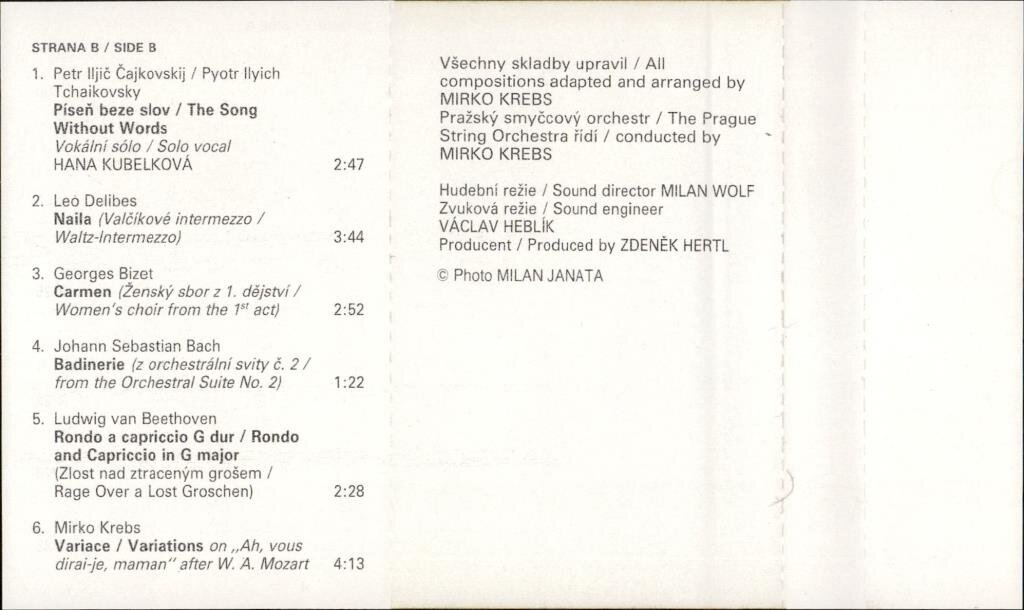 STRANA B / SIDE B
1. Petr Iljič Čajkovskij / Pyotr Ilyich
Tchaikovsky
Píseň beze slov / The Song
Without Words
Vokální sólo / Solo vocal
HANA KUBELKOVÁ 2:47
2. Leo Delibes
Naila (Valčíkové intermezzo /
Waltz-Intermezzo) 3:44
3. Georges Bizet
Carmen (Ženský sbor z 1. dějství /
Women's choir from the 1st act) 2:52
4. Johann Sebastian Bach
Badinerie (z orchestrální svity č. 2 /
from the Orchestral Suite No. 2) 1:22
5. Ludwig van Beethoven
Rondo a capriccio G dur / Rondo
and Capriccio in G major
(Zlost nad ztraceným grošem /
Rage Over a Lost Groschen) 2:28
6. Mirko Krebs
Variace / Variations on „Ah, vous
dirai-je, maman" after W. A. Mozart 4:13
Všechny skladby upravil / All
compositions adapted and arranged by
MIRKO KREBS
Pražský smyčcový orchestr / The Prague
String Orchestra řídí / conducted by
MIRKO KREBS
Hudební režie / Sound director MILAN WOLF
Zvuková režie / Sound engineer
VÁCLAV HEBLÍK
Producent / Produced by ZDENĚK HERTL
© Photo MILAN JANATA